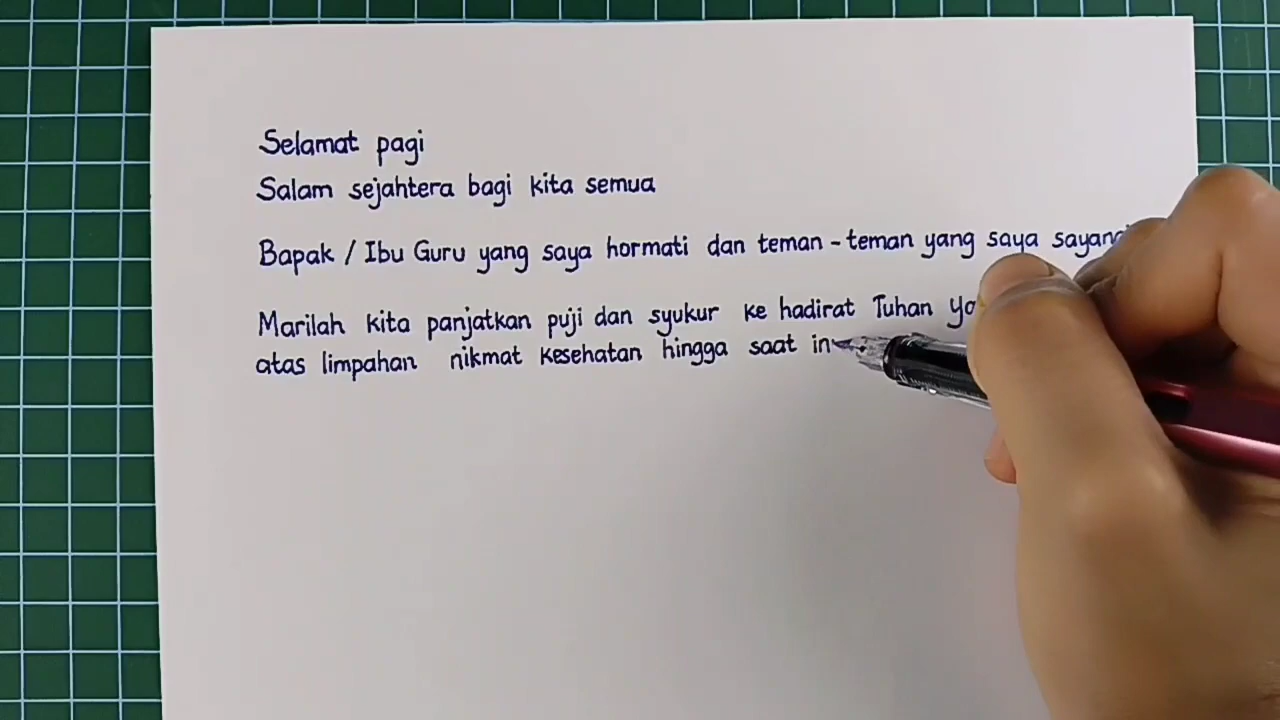 Selamat pagi
Salam sejahtera bagi kita semua
Bapak / Ibu Guru yang saya hormati dan teman-teman yang saya sayangi
Marilah kita panjatkan puji dan syukur ke hadirat Tuhan
atas limpahan nikmat kesehatan hingga saat